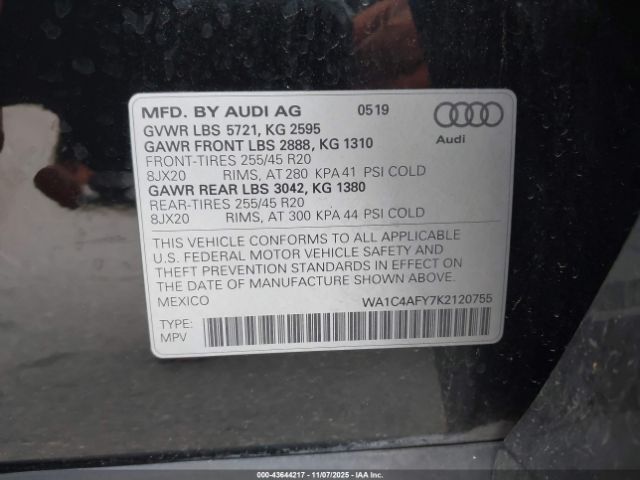 MFD. BY AUDI AG 0519
GVWR LBS 5721, KG 2595
GAWR FRONT LBS 2888, KG 1310
FRONT-TIRES 255/45 R20
8JX20 RIMS, AT 280 KPA 41 PSI COLD
GAWR REAR LBS 3042, KG 1380
REAR-TIRES 255/45 R20
8JX20 RIMS, AT 300 KPA 44 PSI COLD
Audi
THIS VEHICLE CONFORMS TO ALL APPLICABLE
U.S. FEDERAL MOTOR VEHICLE SAFETY AND
THEFT PREVENTION STANDARDS IN EFFECT ON
THE DATE OF MANUFACTURE SHOWN ABOVE.
MEXICO WA1C4AFY7K2120755
TYPE:
MPV
000-43644217 - 11/07/2025 - IAAI.COM